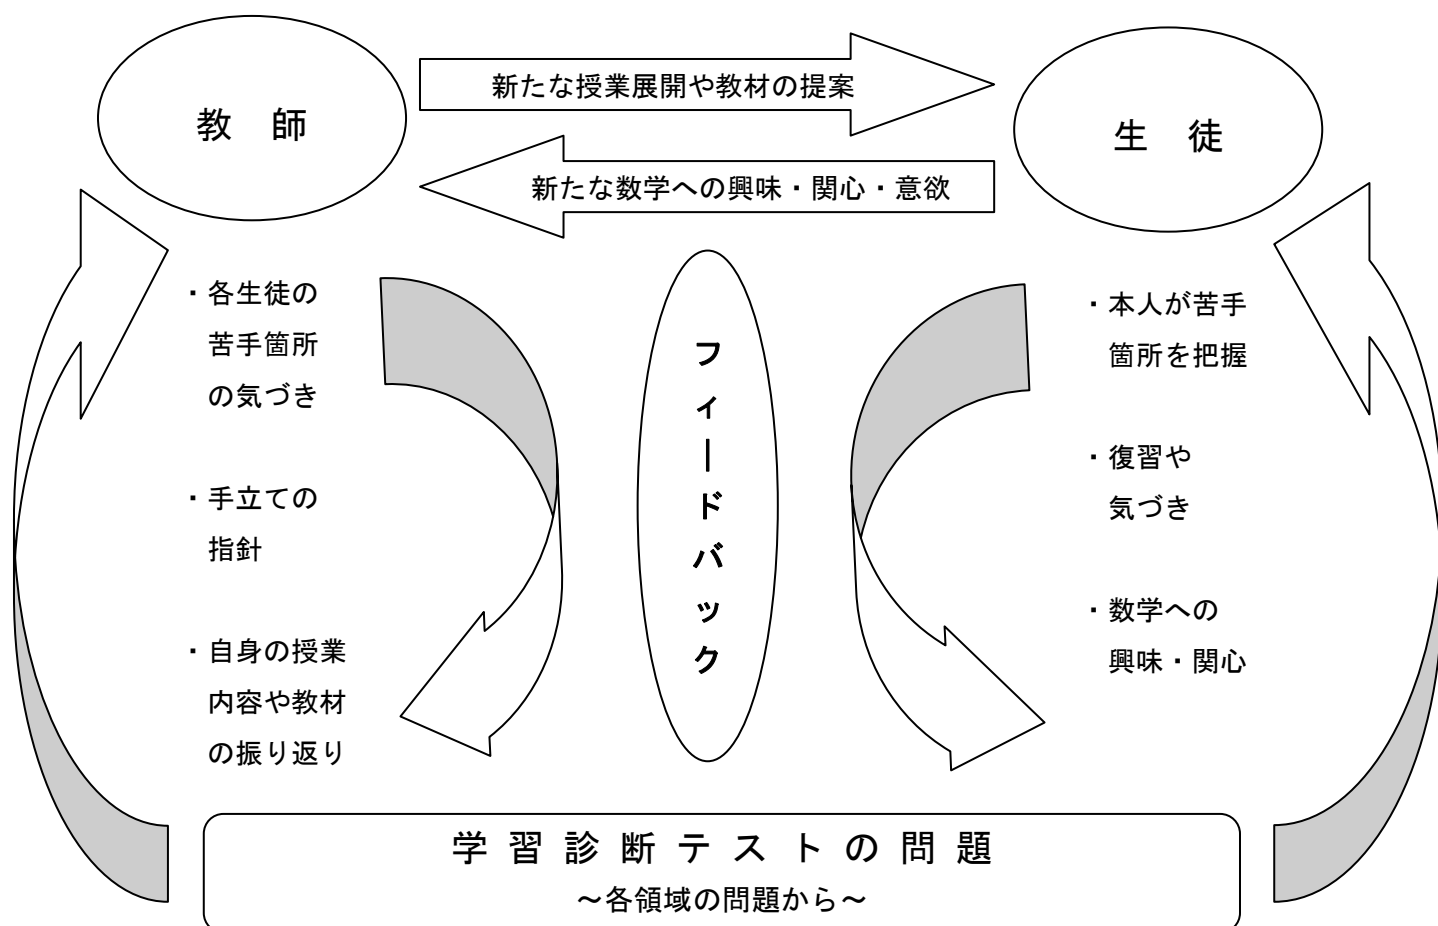 教　師
新たな授業展開や教材の提案
生　徒
新たな数学への興味・関心・意欲
・各生徒の
苦手箇所
の気づき
・手立ての
指針
・自身の授業
内容や教材
の振り返り
フィードバック
・本人が苦手
箇所を把握
・復習や
気づき
・数学への
興味・関心
学習診断テストの問題
～各領域の問題から～